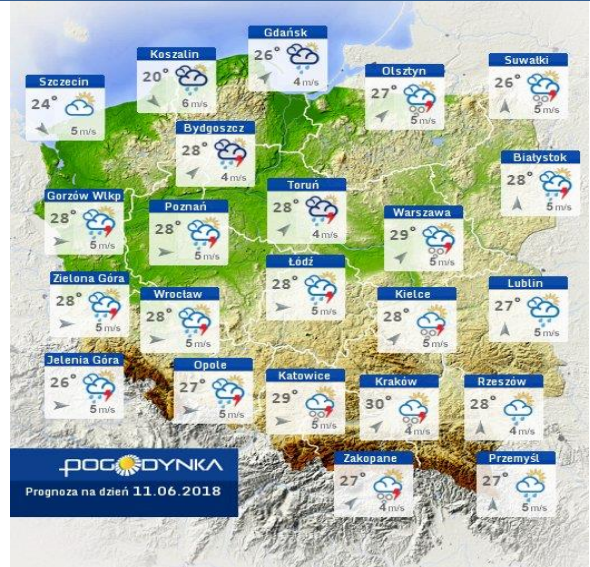 Gdańsk
26°
4 m/s
Koszalin
20°
6 m/s
Suwałki
26°
5 m/s
Olsztyn
27°
5 m/s
Szczecin
24°
5 m/s
Bydgoszcz
28°
4 m/s
Białystok
28°
5 m/s
Toruń
28°
4 m/s
Gorzów Wlkp
28°
5 m/s
Poznań
28°
5 m/s
Warszawa
29°
5 m/s
Łódź
28°
5 m/s
Zielona Góra
28°
5 m/s
Lublin
27°
5 m/s
Wrocław
28°
5 m/s
Kielce
28°
5 m/s
Jelenia Góra
26°
5 m/s
Opole
27°
5 m/s
Katowice
29°
5 m/s
Kraków
30°
4 m/s
Rzeszów
28°
4 m/s
Zakopane
27°
4 m/s
Przemyśl
27°
5 m/s
POGODYNKA
Prognoza na dzień 11.06.2018